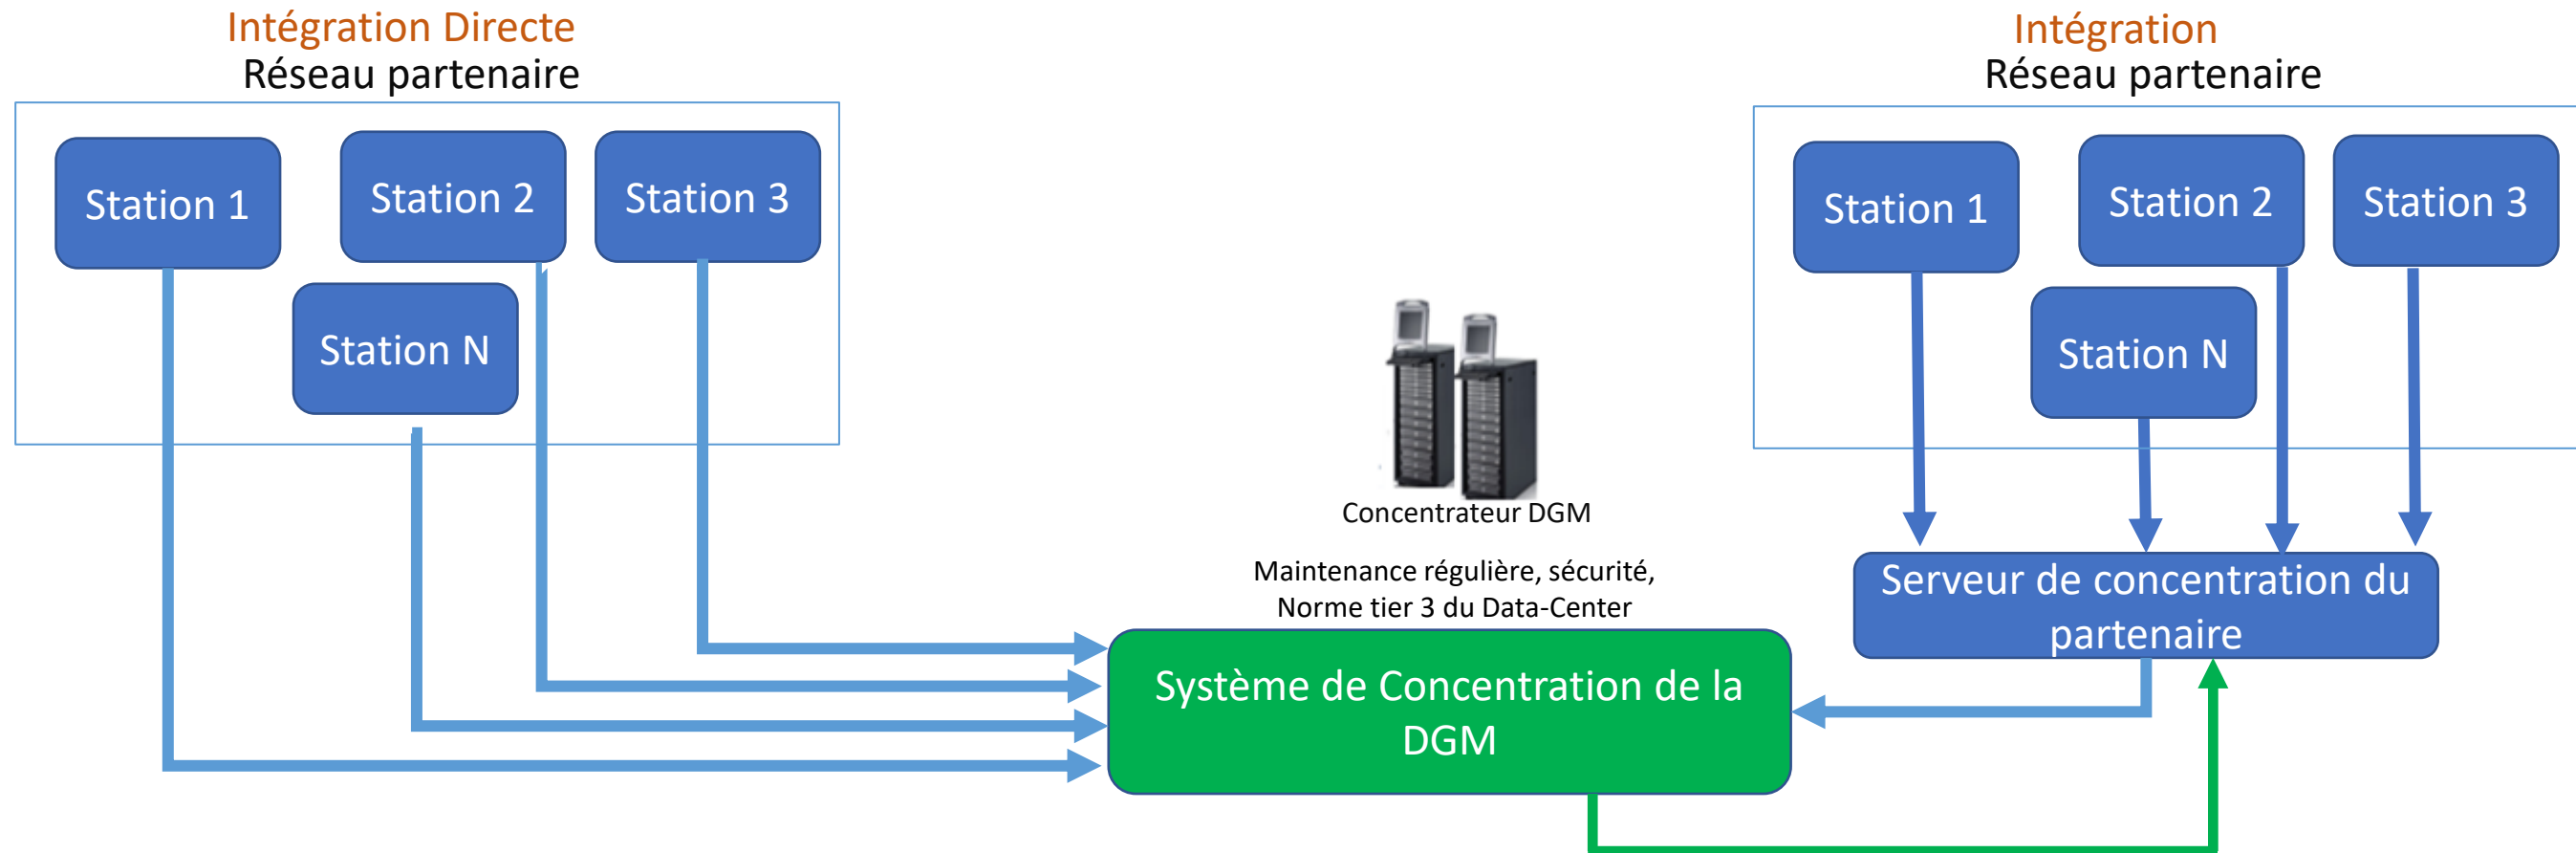 Intégration Directe
Réseau partenaire
Station 1
Station 2
Station 3
Station N
Intégration
Réseau partenaire
Station 1
Station 2
Station 3
Station N
Concentrateur DGM
Maintenance régulière, sécurité,
Norme tier 3 du Data-Center
Serveur de concentration du
partenaire
Système de Concentration de la
DGM